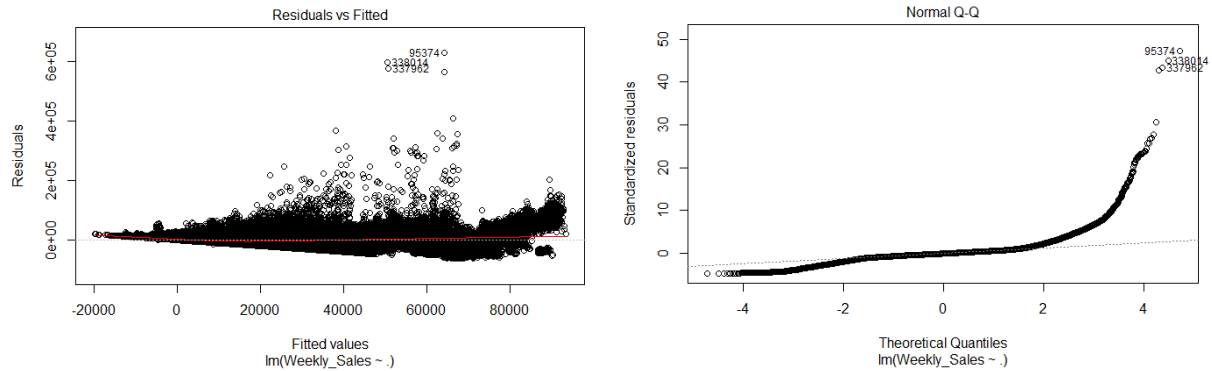 Residuals vs Fitted
Residuals
6e+05
4e+05
2e+05
0e+00
95374
338014
337962
-20000 0 20000 40000 60000 80000
Fitted values
lm(Weekly_Sales ~ .)
Normal Q-Q
Standardized residuals
50
40
30
20
10
0
95374
338014
337962
-4 -2 0 2 4
Theoretical Quantiles
lm(Weekly_Sales ~ .)